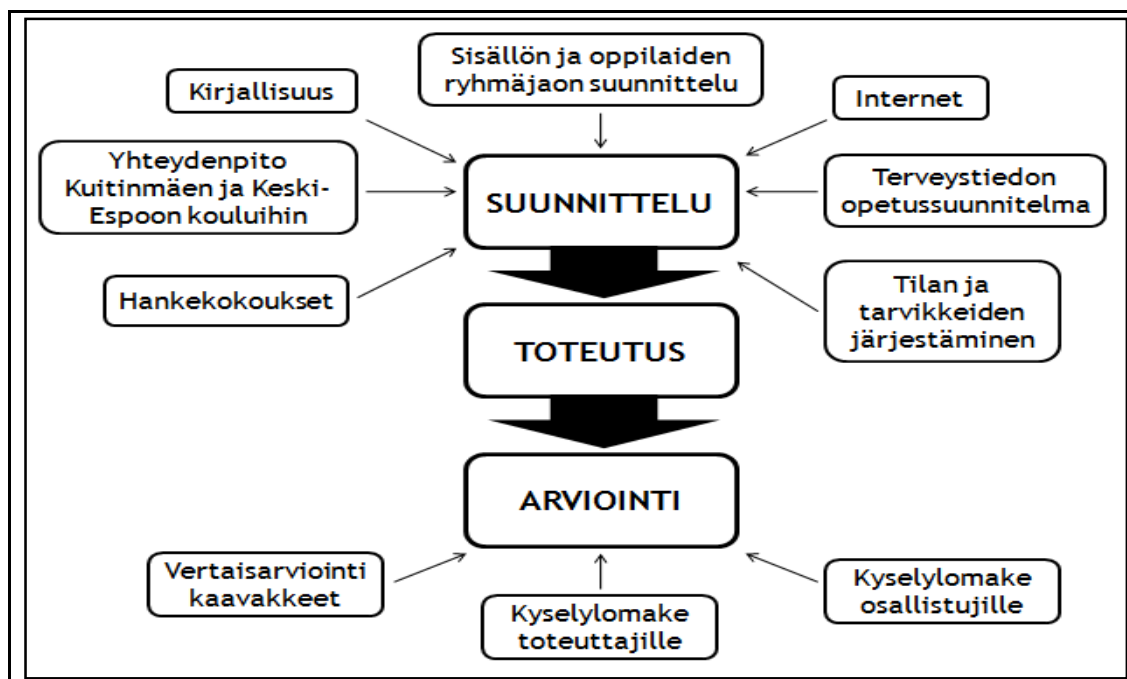 Sisällön ja oppilaiden
ryhmäjaon suunnittelu
Kirjallisuus
Internet
Yhteydenpito
Kuitinmäen ja Keski-
Espoon kouluihin
SUUNNITTELU
Terveystiedon
opetussuunnitelma
Hankekokoukset
Tilan ja
tarvikkeiden
järjestäminen
TOTEUTUS
ARVIOINTI
Vertaisarviointi
kaavakkeet
Kyselylomake
toteuttajille
Kyselylomake
osallistujille